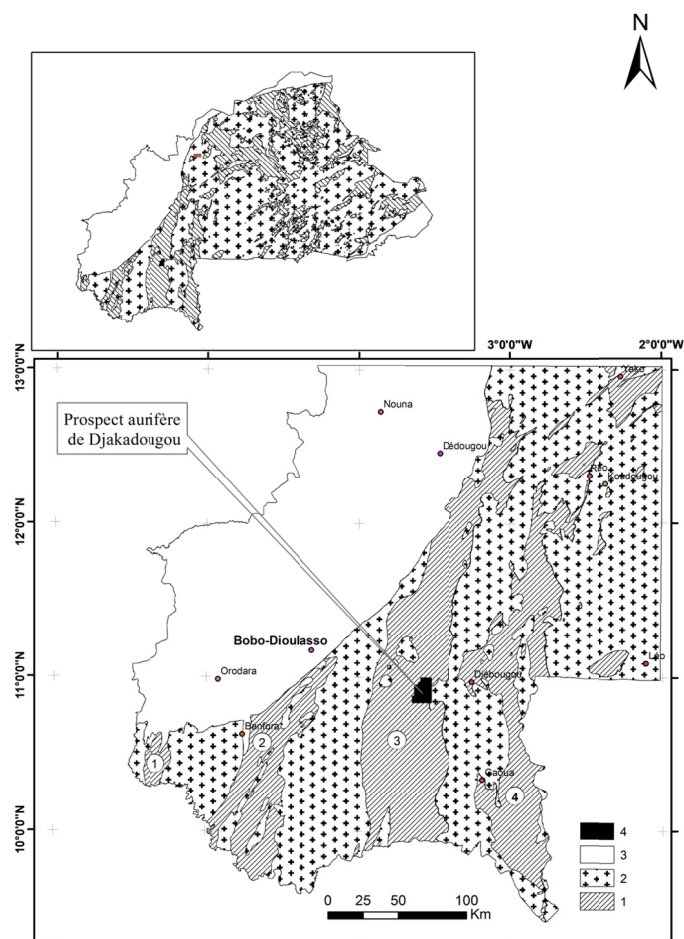 N
3°0'0"W
2°0'0"W
13°0'0"N
Yako
Nouna
Prospect aurifère
de Djakadougou
Dédougou
Réo
Koudougou
12°0'0"N
Bobo-Dioulasso
Léo
11°0'0"N
Orodara
Diébougou
Banfora
2
3
1
Gaoua
4
10°0'0"N
4
3
2
1
0 25 50 100
Km